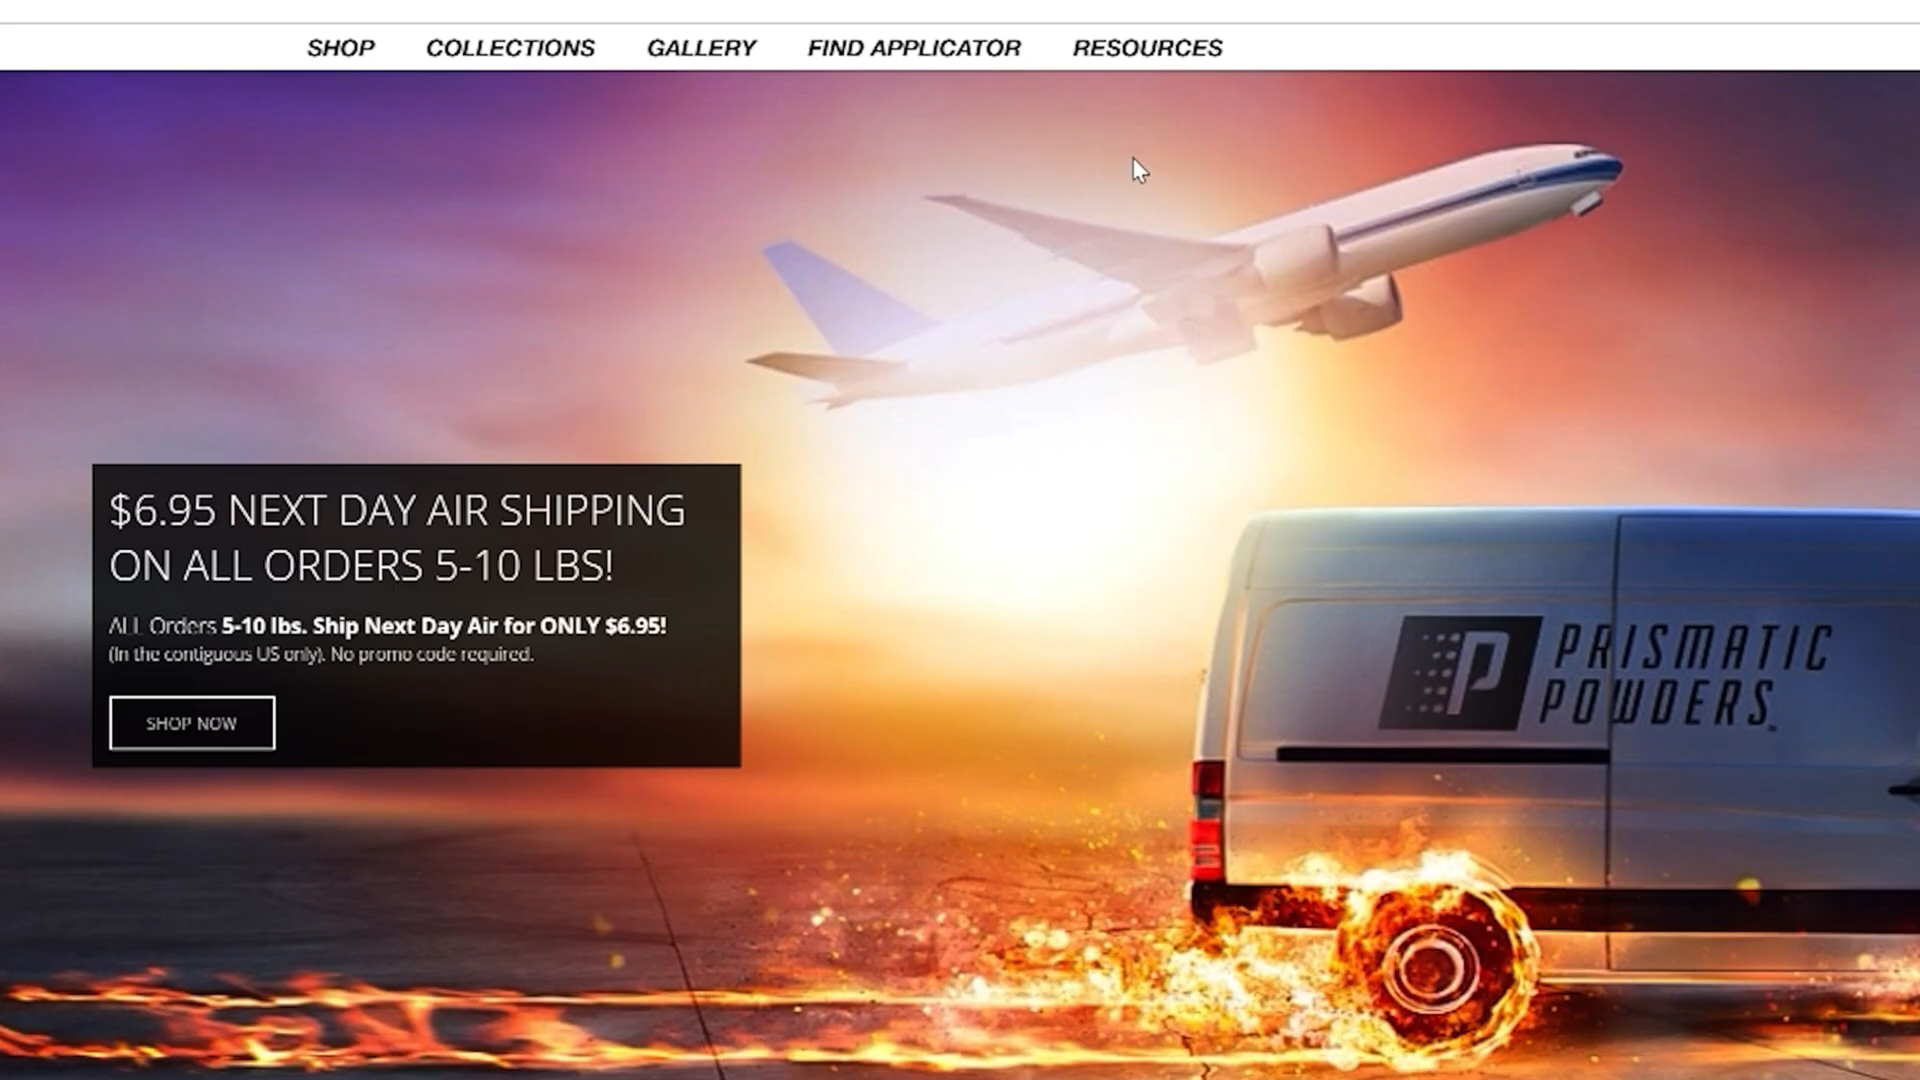 SHOP COLLECTIONS GALLERY FIND APPLICATOR RESOURCES
$6.95 NEXT DAY AIR SHIPPING
ON ALL ORDERS 5-10 LBS!
ALL Orders 5-10 lbs. Ship Next Day Air for ONLY $6.95!
(In the contiguous US only). No promo code required.
SHOP NOW
P PRISMATIC
POWDERS